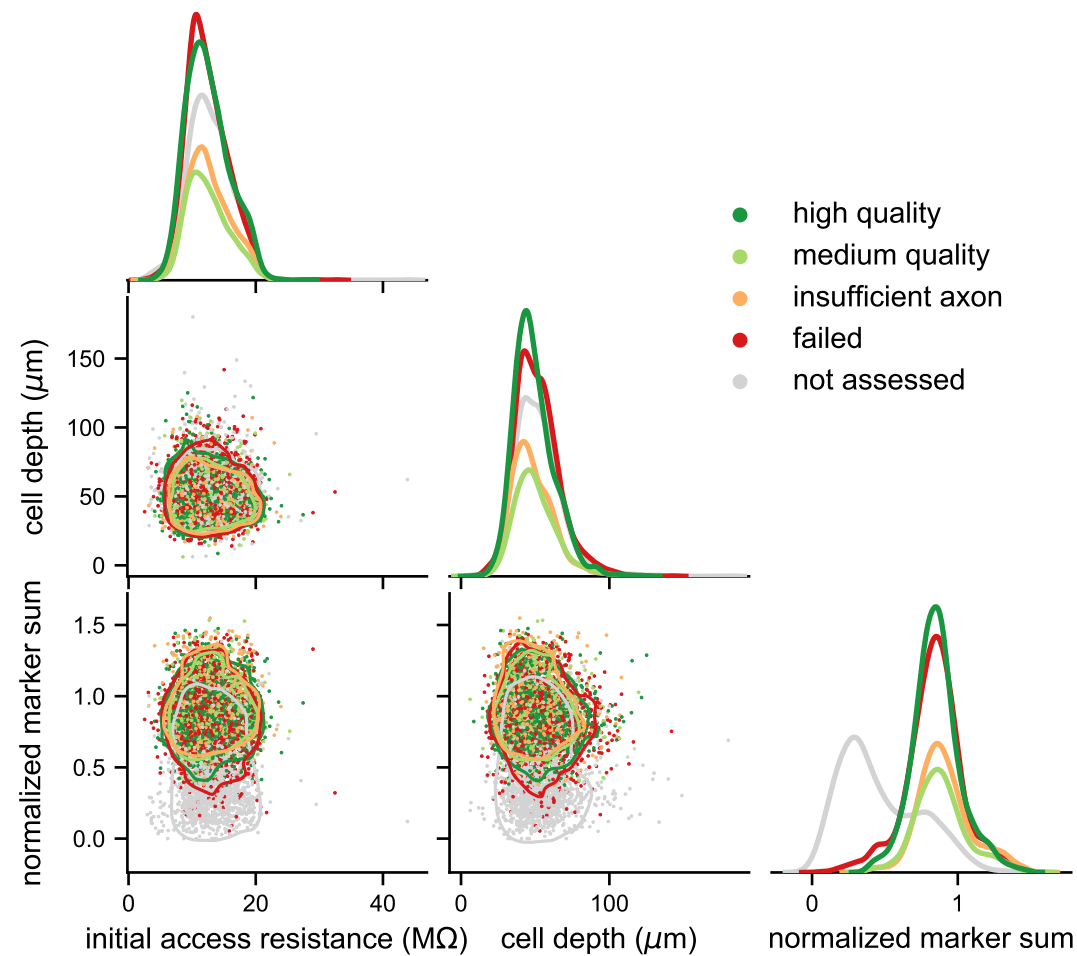 high quality
medium quality
insufficient axon
failed
not assessed
cell depth (μm)
150
100
50
0
normalized marker sum
1.5
1.0
0.5
0.0
0
20
40
0
100
0
1
initial access resistance (MΩ)
cell depth (μm)
normalized marker sum